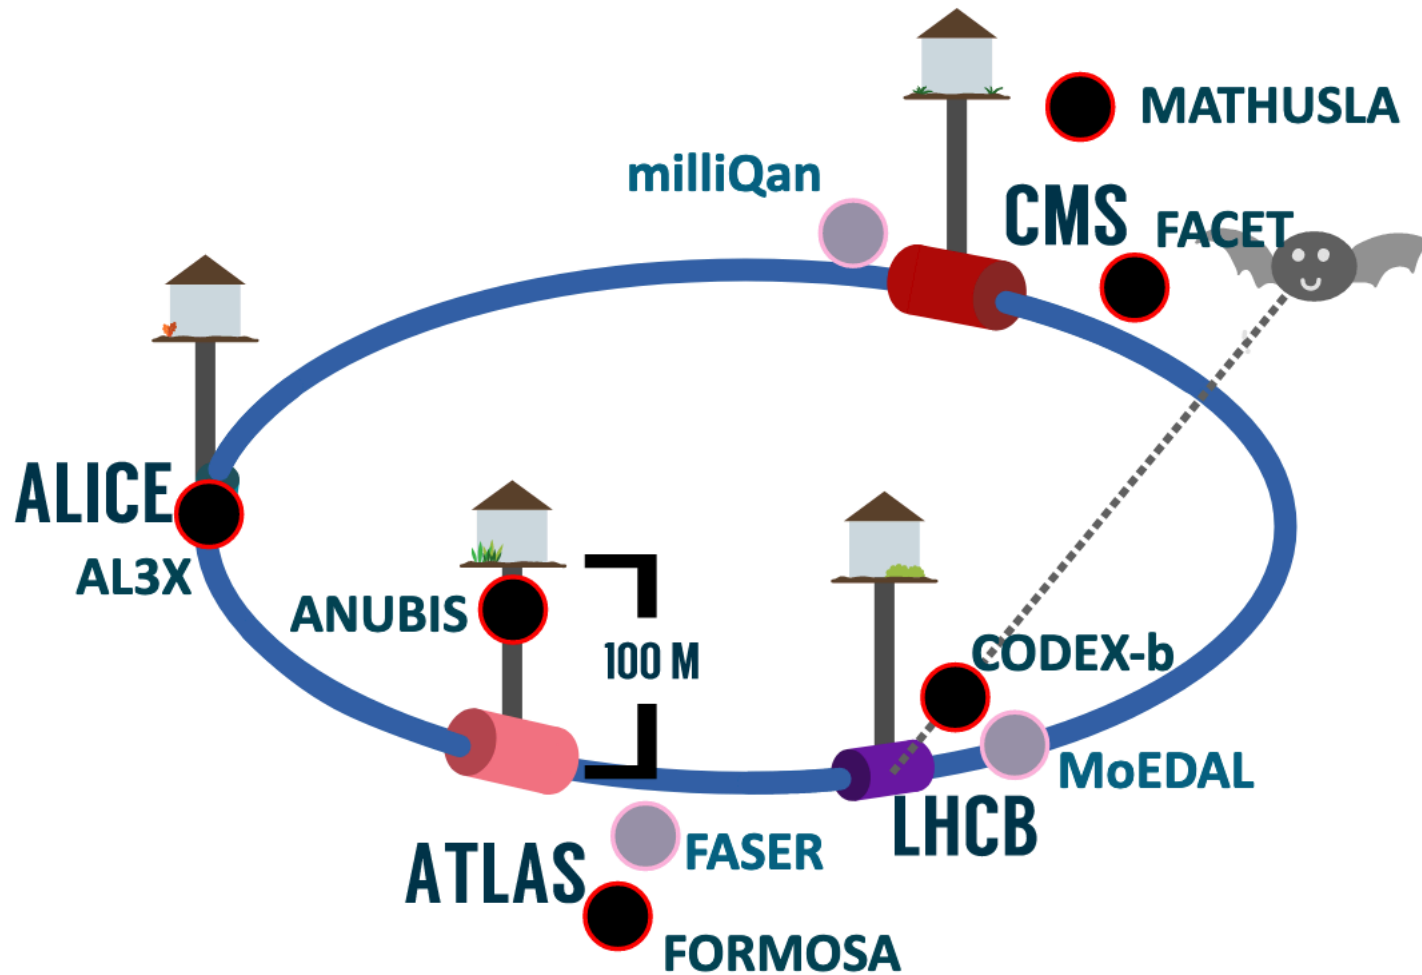 MATHUSLA
milliQan
CMS
FACET
ALICE
AL3X
ANUBIS
100 M
CODEX-b
MoEDAL
LHCB
FASER
ATLAS
FORMOSA